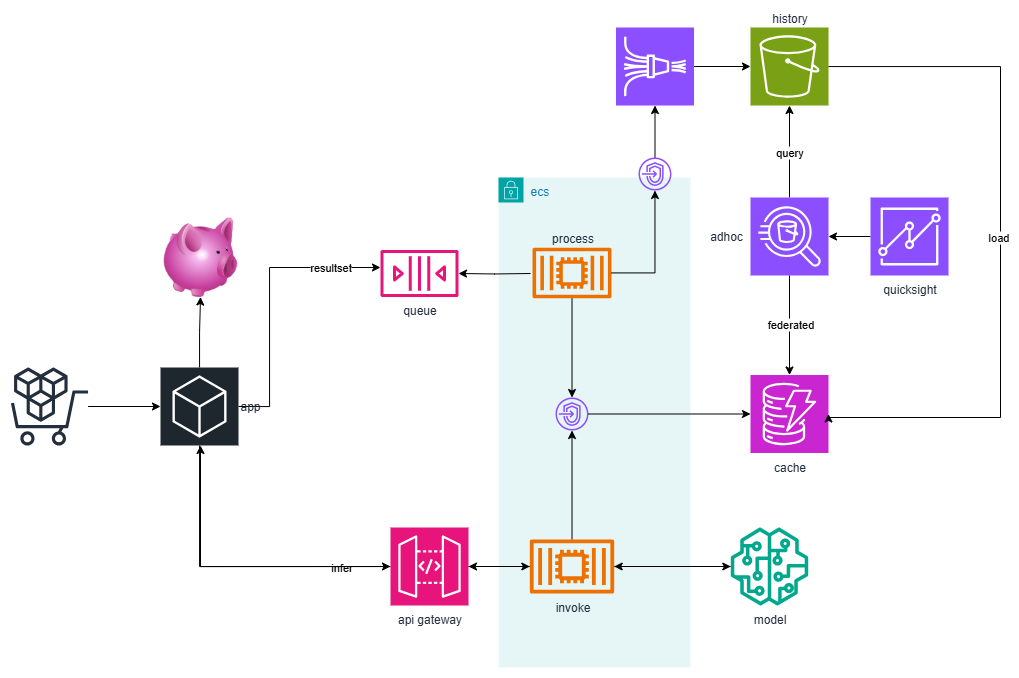 history
ecs
query
process
adhoc
load
resultset
quicksight
queue
federated
app
cache
infer
api gateway
invoke
model